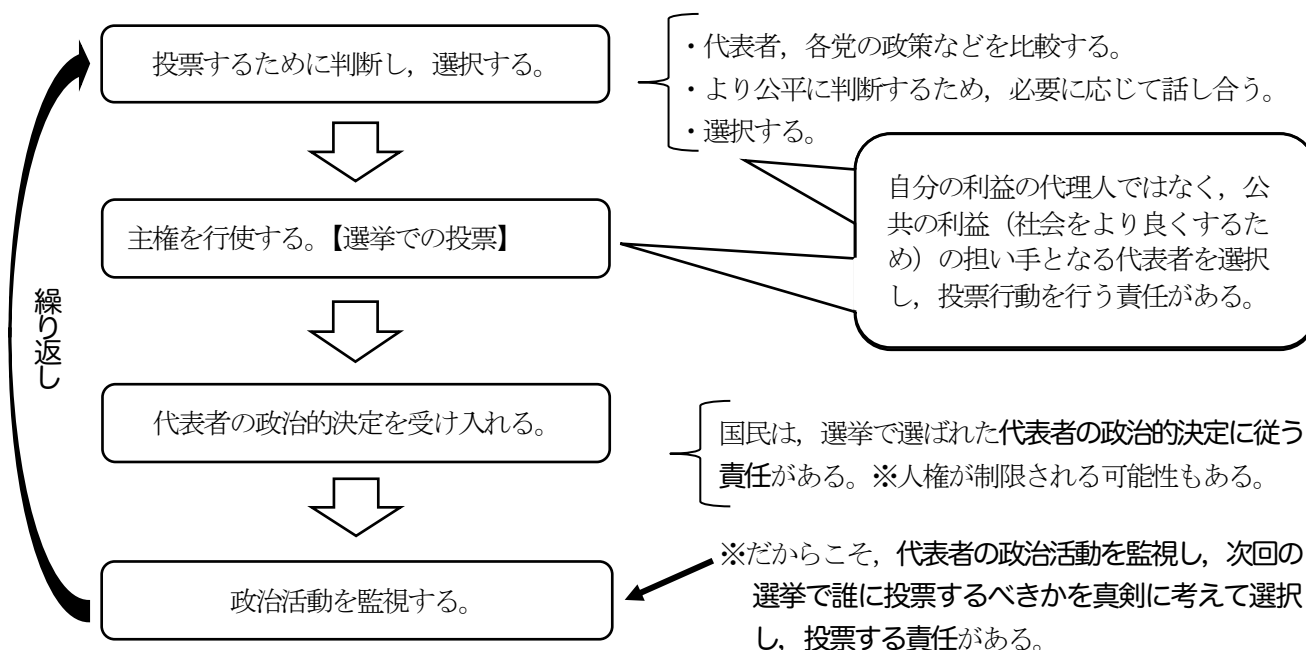 投票するために判断し，選択する。
・代表者，各党の政策などを比較する。
・より公平に判断するため，必要に応じて話し合う。
・選択する。
自分の利益の代理人ではなく，公
共の利益（社会をより良くするた
め）の担い手となる代表者を選択
し，投票行動を行う責任がある。
主権を行使する。【選挙での投票】
繰り返し
代表者の政治的決定を受け入れる。
国民は，選挙で選ばれた代表者の政治的決定に従う
責任がある。※人権が制限される可能性もある。
政治活動を監視する。
※だからこそ，代表者の政治活動を監視し，次回の
選挙で誰に投票するべきかを真剣に考えて選択
し，投票する責任がある。